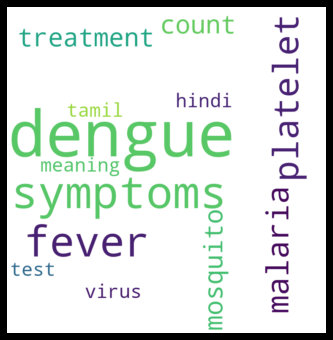 treatment
count
platelet
tamil
hindi
dengue
meaning
symptoms
malaria
mosquito
fever
test
virus